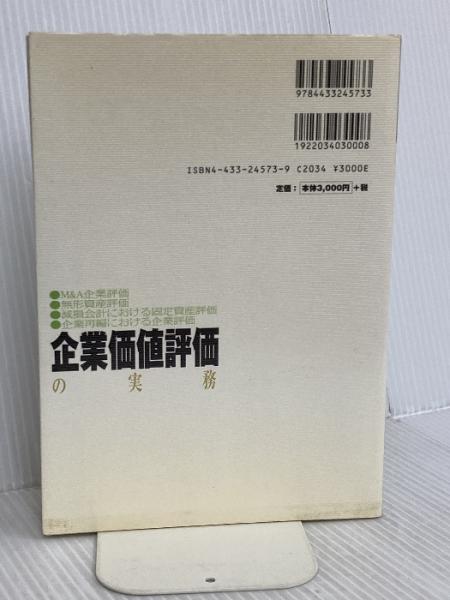 9784433245733
1922034030008
ISBN4-433-24573-9 C2034 ¥3000E
定価：本体3,000円＋税
●M&A企業評価
●無形資産評価
●減損会計における固定資産評価
●企業再編における企業評価
企業価値評価
の実務